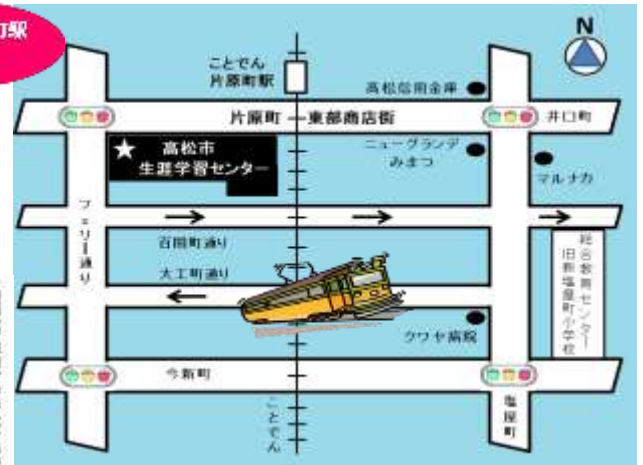 町駅
N
ことでん
片原町駅
高松信用金庫
片原町
東部商店街
井口町
高松市
生涯学習センター
ニューグランデ
みまつ
マルナカ
フェリー通り
百間町通り
大工町通り
総合教育センター
旧新塩屋町小学校
クワヤ病院
今新町
ことでん
塩屋町